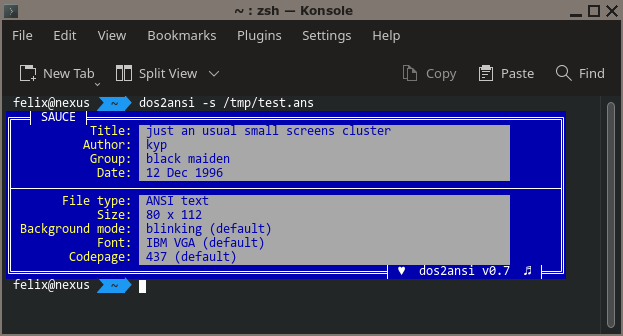 ~ : zsh — Konsole
File Edit View Bookmarks Plugins Settings Help
New Tab Split View Copy Paste Find
felix@nexus ~ dos2ansi -s /tmp/test.ans
SAUCE
Title: just an usual small screens cluster
Author: kyp
Group: black maiden
Date: 12 Dec 1996
File type: ANSI text
Size: 80 x 112
Background mode: blinking (default)
Font: IBM VGA (default)
Codepage: 437 (default)
♥ dos2ansi v0.7 ♬
felix@nexus ~